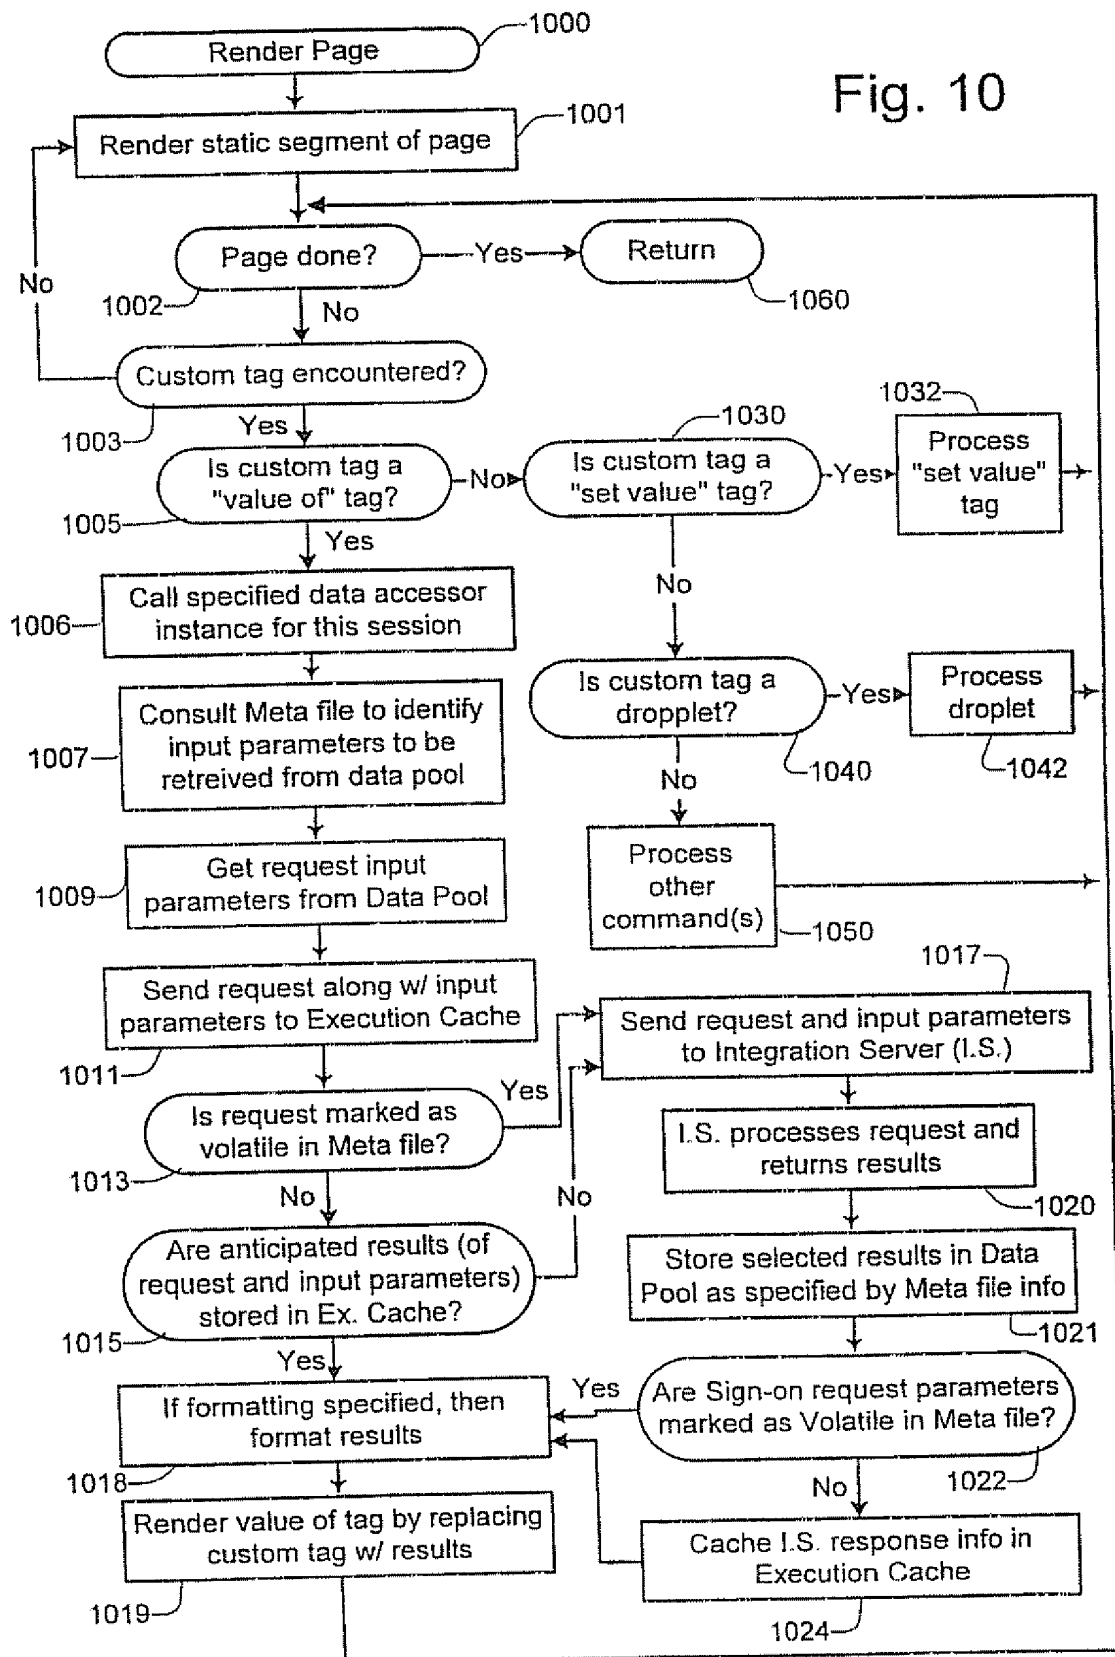 1000
Render Page
Fig. 10
1001
Render static segment of page
Page done?
Yes
Return
No
1002
1060
No
Custom tag encountered?
1003
Yes
1030
1032
Is custom tag a
"value of" tag?
No
Is custom tag a
"set value" tag?
Yes
Process
"set value"
tag
1005
Yes
No
Call specified data accessor
instance for this session
1006
Is custom tag a
dropplet?
Yes
Process
droplet
1040
1042
Consult Meta file to identify
input parameters to be
retreived from data pool
1007
No
Process
other
command(s)
1050
Get request input
parameters from Data Pool
1009
1017
Send request along w/ input
parameters to Execution Cache
1011
Send request and input parameters
to Integration Server (I.S.)
Yes
Is request marked as
volatile in Meta file?
1013
No
No
I.S. processes request and
returns results
1020
Are anticipated results (of
request and input parameters)
stored in Ex. Cache?
1015
Yes
Store selected results in Data
Pool as specified by Meta file info
1021
Yes
Are Sign-on request parameters
marked as Volatile in Meta file?
1022
No
If formatting specified, then
format results
1018
Render value of tag by replacing
custom tag w/ results
1019
Cache I.S. response info in
Execution Cache
1024